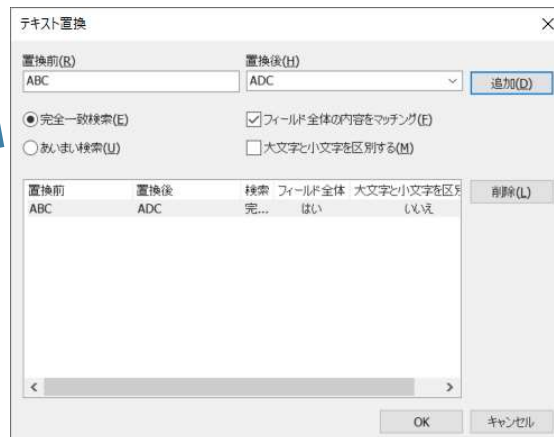 テキスト置換
置換前(R) 置換後(H)
ABC ADC 追加(D)
完全一致検索(E) フィールド全体の内容をマッチング(F)
あいまい検索(U) 大文字と小文字を区別する(M)
置換前 置換後 検索 フィールド全体 大文字と小文字を区別 削除(L)
ABC ADC 完... はい いいえ
OK キャンセル